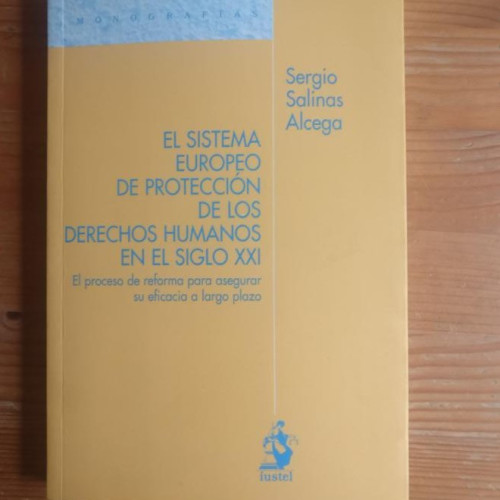 MONOGRAFÍAS
Sergio
Salinas
Alcega
EL SISTEMA
EUROPEO
DE PROTECCIÓN
DE LOS
DERECHOS HUMANOS
EN EL SIGLO XXI
El proceso de reforma para asegurar
su eficacia a largo plazo
iustel